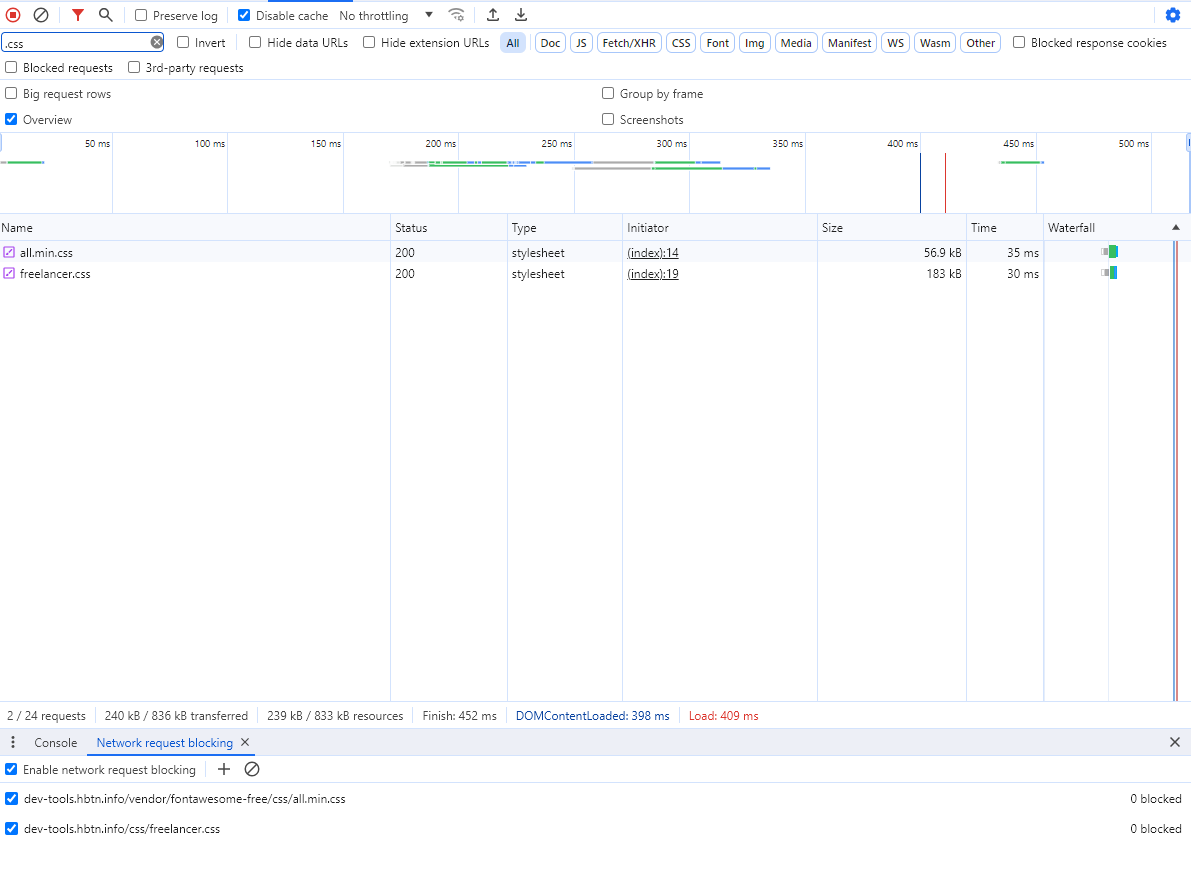 Preserve log Disable cache No throttling
.css Invert Hide data URLs Hide extension URLs All Doc JS Fetch/XHR CSS Font Img Media Manifest WS Wasm Other Blocked response cookies
Blocked requests 3rd-party requests
Big request rows Group by frame
Overview Screenshots
50 ms 100 ms 150 ms 200 ms 250 ms 300 ms 350 ms 400 ms 450 ms 500 ms
Name Status Type Initiator Size Time Waterfall
all.min.css 200 stylesheet (index):14 56.9 kB 35 ms
freelancer.css 200 stylesheet (index):19 183 kB 30 ms
2 / 24 requests 240 kB / 836 kB transferred 239 kB / 833 kB resources Finish: 452 ms DOMContentLoaded: 398 ms Load: 409 ms
Console Network request blocking
Enable network request blocking
dev-tools.hbtn.info/vendor/fontawesome-free/css/all.min.css 0 blocked
dev-tools.hbtn.info/css/freelancer.css 0 blocked